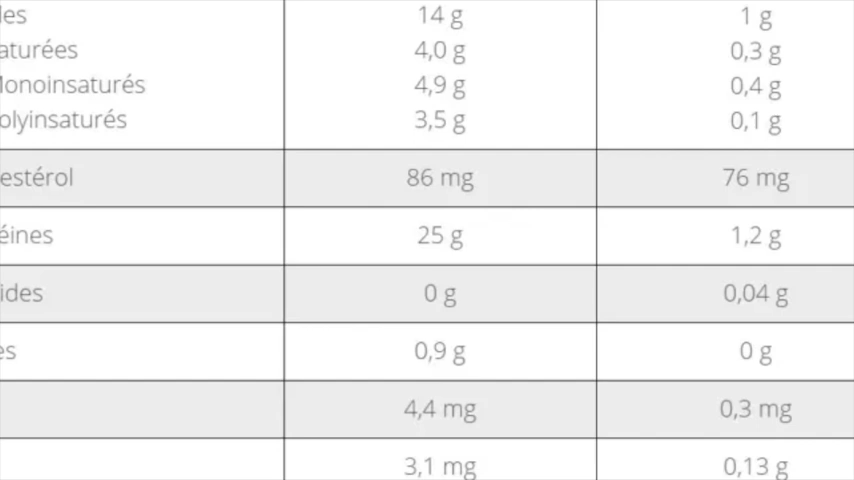 les 14 g 1 g
aturées 4,0 g 0,3 g
Monoinsaturés 4,9 g 0,4 g
olyinsaturés 3,5 g 0,1 g
estérol 86 mg 76 mg
éines 25 g 1,2 g
ides 0 g 0,04 g
es 0,9 g 0 g
4,4 mg 0,3 mg
3,1 mg 0,13 g